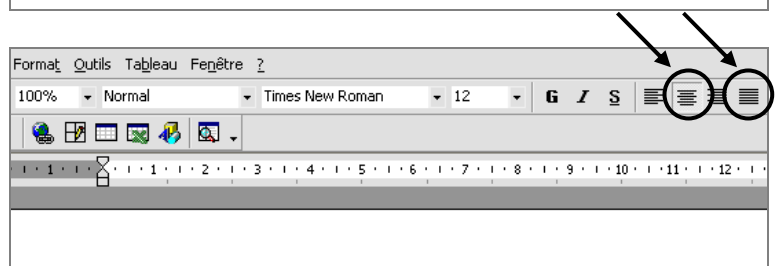 Format Outils Tableau Fenêtre ?
100% Normal Times New Roman 12 G I S
1 1 2 3 4 5 6 7 8 9 10 11 12